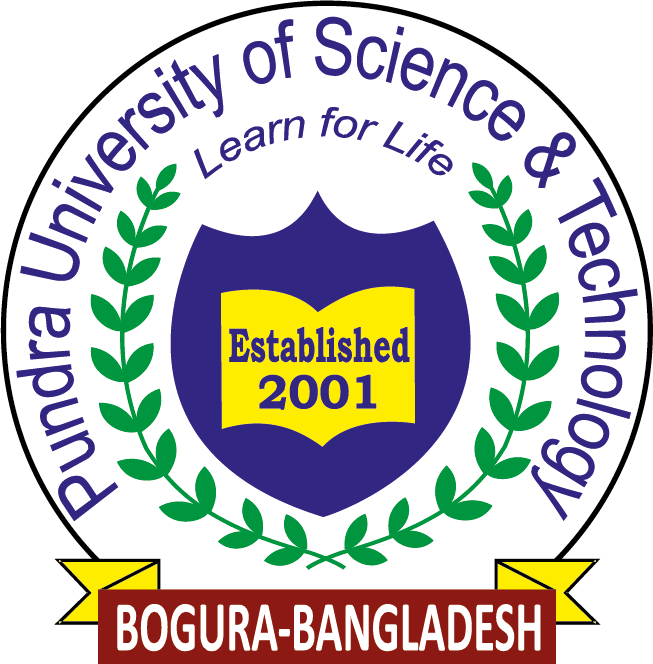 Pundra University of Science & Technology
Learn for Life
Established
2001
BOGURA-BANGLADESH